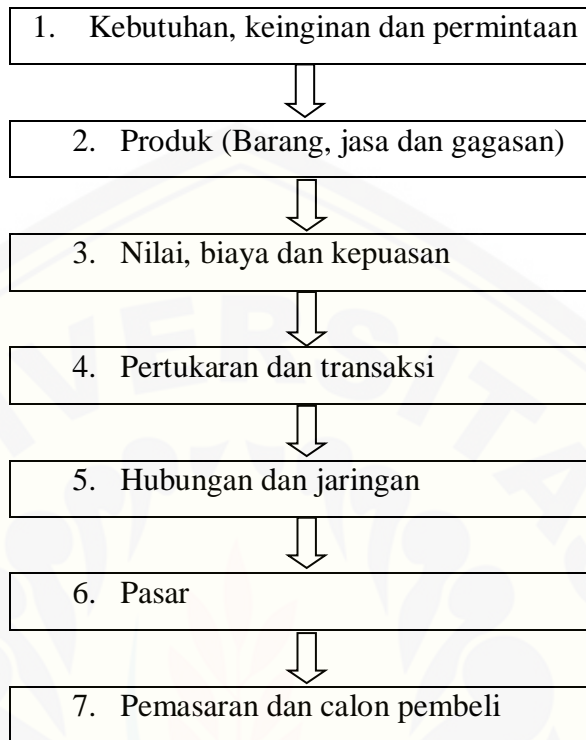 1. Kebutuhan, keinginan dan permintaan
2. Produk (Barang, jasa dan gagasan)
3. Nilai, biaya dan kepuasan
4. Pertukaran dan transaksi
5. Hubungan dan jaringan
6. Pasar
7. Pemasaran dan calon pembeli